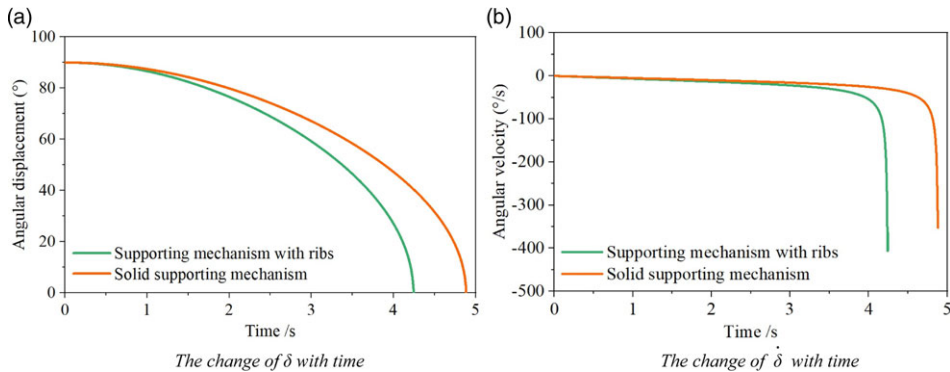 (a)
100
80
60
40
20
0
Angular displacement (°)
Supporting mechanism with ribs
Solid supporting mechanism
0 1 2 3 4 5
Time /s
The change of δ with time
(b)
0
-100
-200
-300
-400
-500
Angular velocity (°/s)
Supporting mechanism with ribs
Solid supporting mechanism
0 1 2 3 4 5
Time /s
The change of δ̇ with time